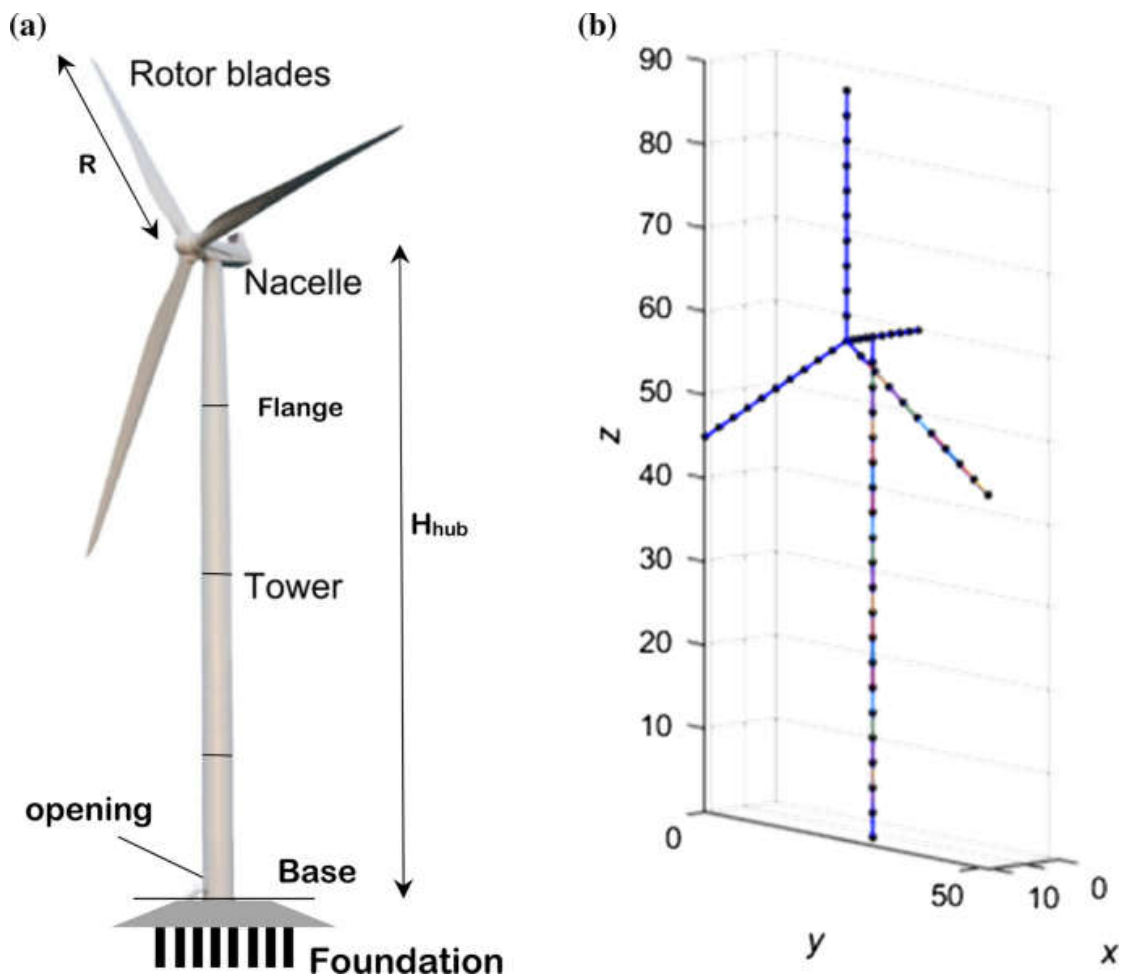 (a)
Rotor blades
R
Nacelle
Flange
H_hub
Tower
opening
Base
Foundation
(b)
90
80
70
60
50
40
30
20
10
z
0
50
10
0
y
x